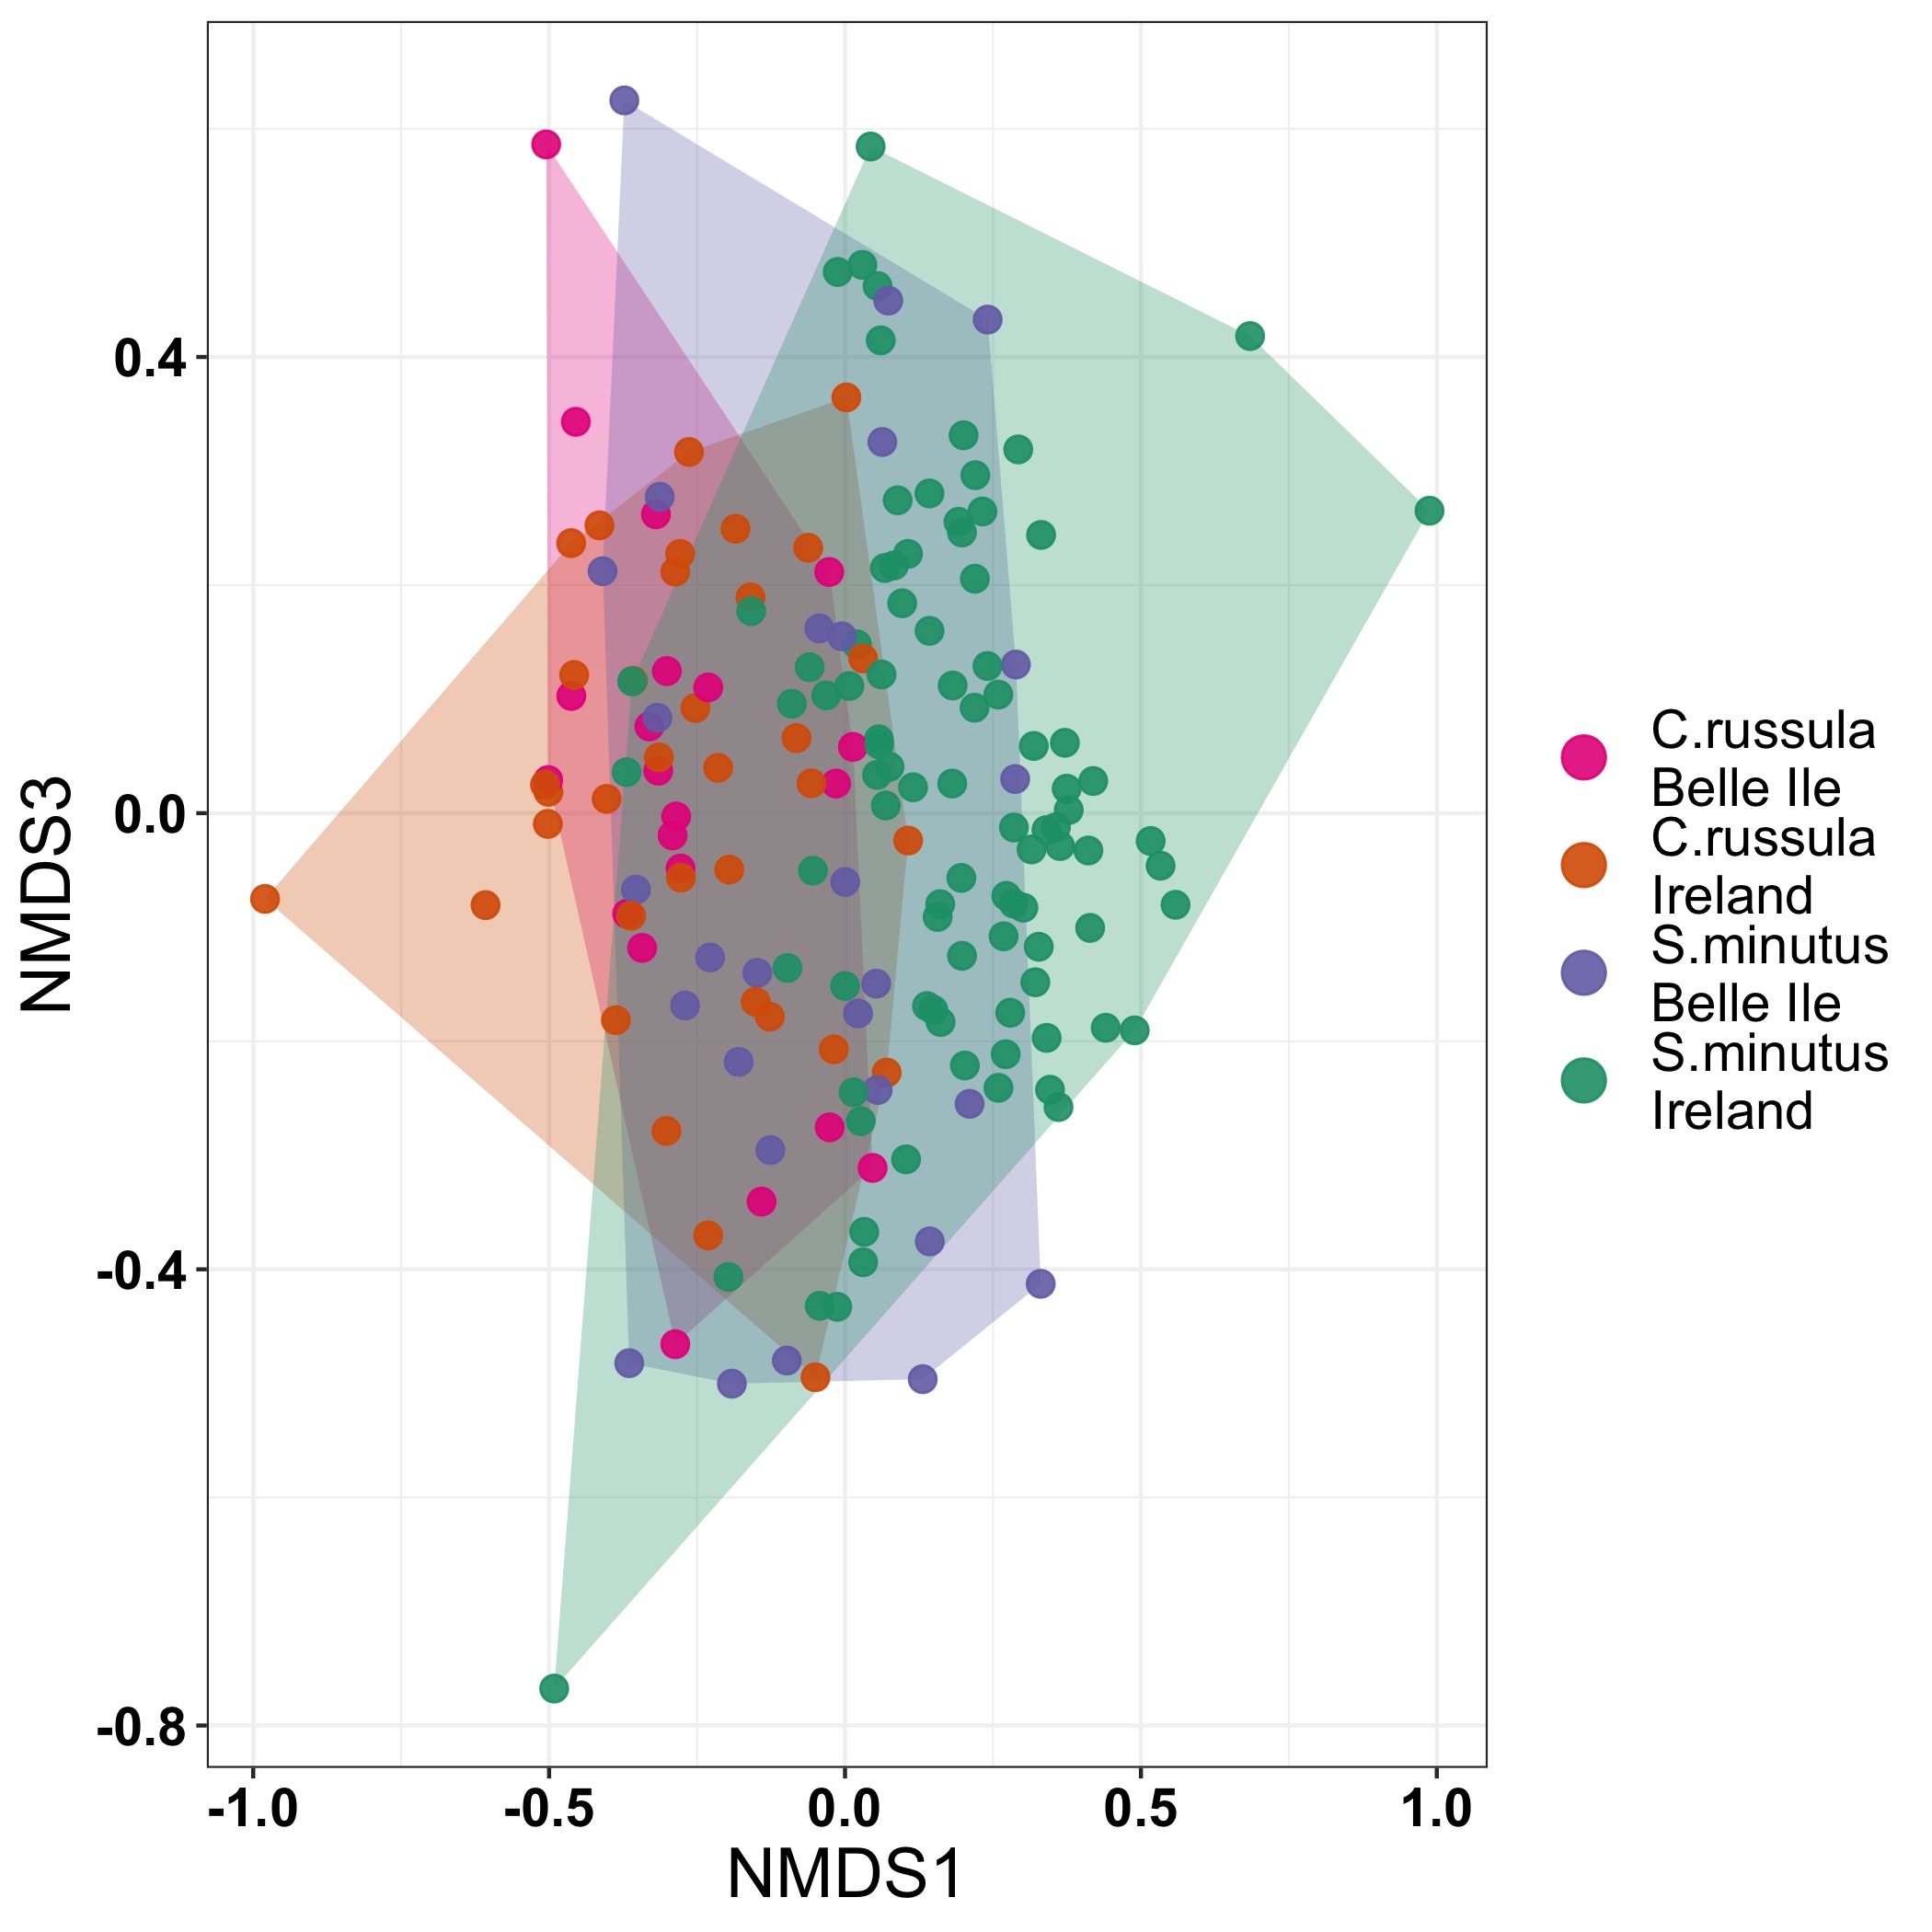 NMDS3
0.4
0.0
-0.4
-0.8
-1.0
-0.5
0.0
0.5
1.0
NMDS1
C.russula
Belle Ile
C.russula
Ireland
S.minutus
Belle Ile
S.minutus
Ireland